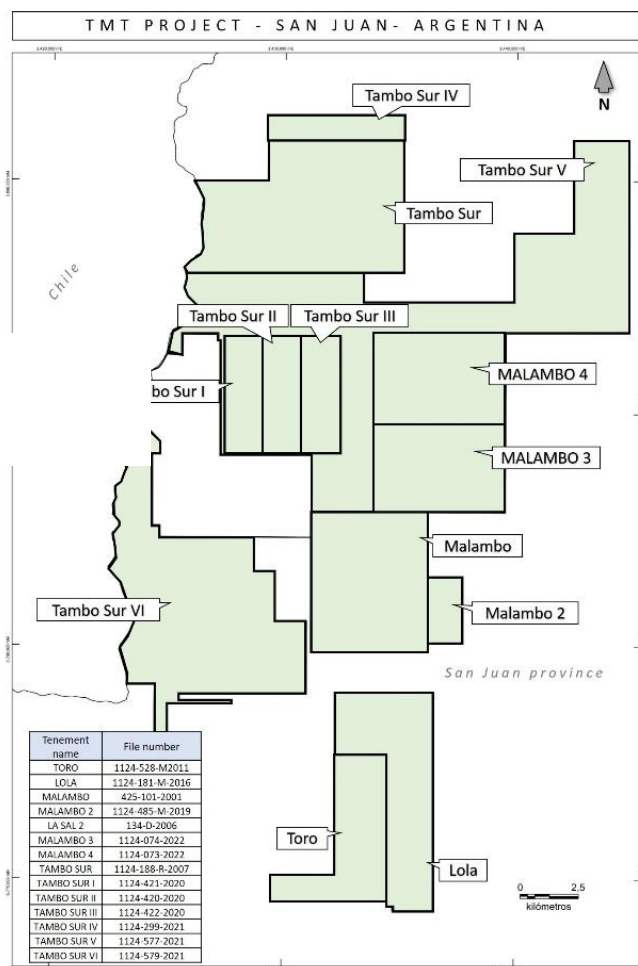 TMT PROJECT - SAN JUAN- ARGENTINA
N
Tambo Sur IV
Tambo Sur V
Tambo Sur
Chile
Tambo Sur II
Tambo Sur III
bo Sur I
MALAMBO 4
MALAMBO 3
Malambo
Tambo Sur VI
Malambo 2
San Juan province
Tenement name File number
TORO 1124-528-M2011
LOLA 1124-181-M-2016
MALAMBO 425-101-2001
MALAMBO 2 1124-485-M-2019
LA SAL 2 134-D-2006
MALAMBO 3 1124-074-2022
MALAMBO 4 1124-073-2022
TAMBO SUR 1124-188-R-2007
TAMBO SUR I 1124-421-2020
TAMBO SUR II 1124-420-2020
TAMBO SUR III 1124-422-2020
TAMBO SUR IV 1124-299-2021
TAMBO SUR V 1124-577-2021
TAMBO SUR VI 1124-579-2021
Toro
Lola
0 2.5
kilómetros